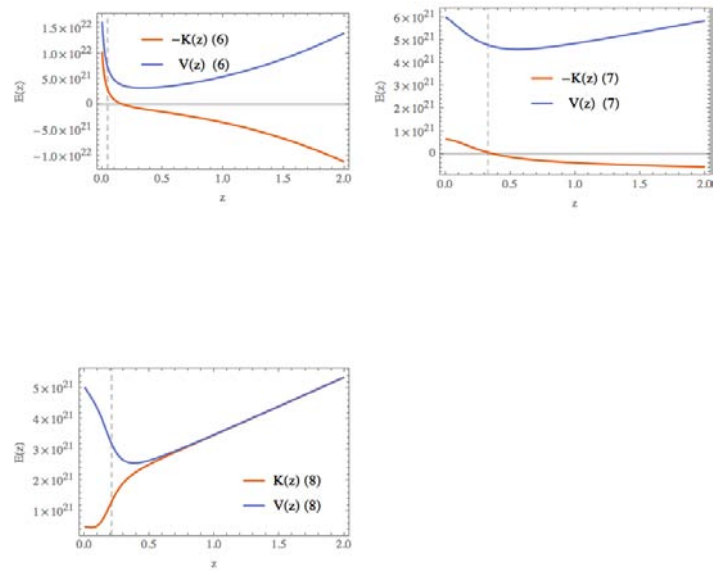 1.5×10²²
1.0×10²²
5.0×10²¹
0
−5.0×10²¹
−1.0×10²²
E(z)
−K(z) (6)
V(z) (6)
0.0 0.5 1.0 1.5 2.0
z
6×10²¹
5×10²¹
4×10²¹
3×10²¹
2×10²¹
1×10²¹
0
E(z)
−K(z) (7)
V(z) (7)
0.0 0.5 1.0 1.5 2.0
z
5×10²¹
4×10²¹
3×10²¹
2×10²¹
1×10²¹
E(z)
K(z) (8)
V(z) (8)
0.0 0.5 1.0 1.5 2.0
z